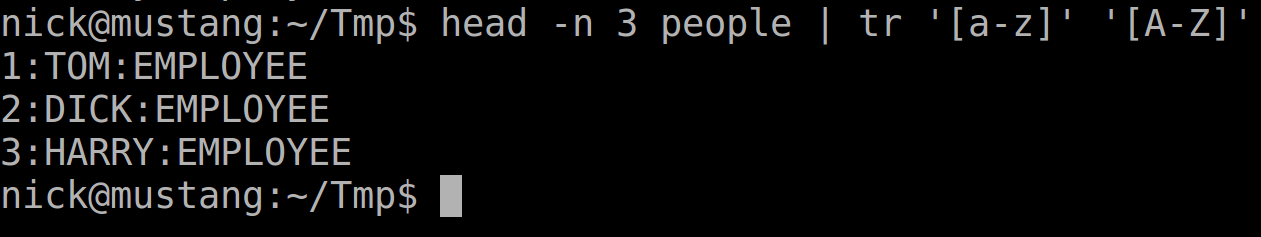 nick@mustang:~/Tmp$ head -n 3 people | tr '[a-z]' '[A-Z]'
1:TOM:EMPLOYEE
2:DICK:EMPLOYEE
3:HARRY:EMPLOYEE
nick@mustang:~/Tmp$